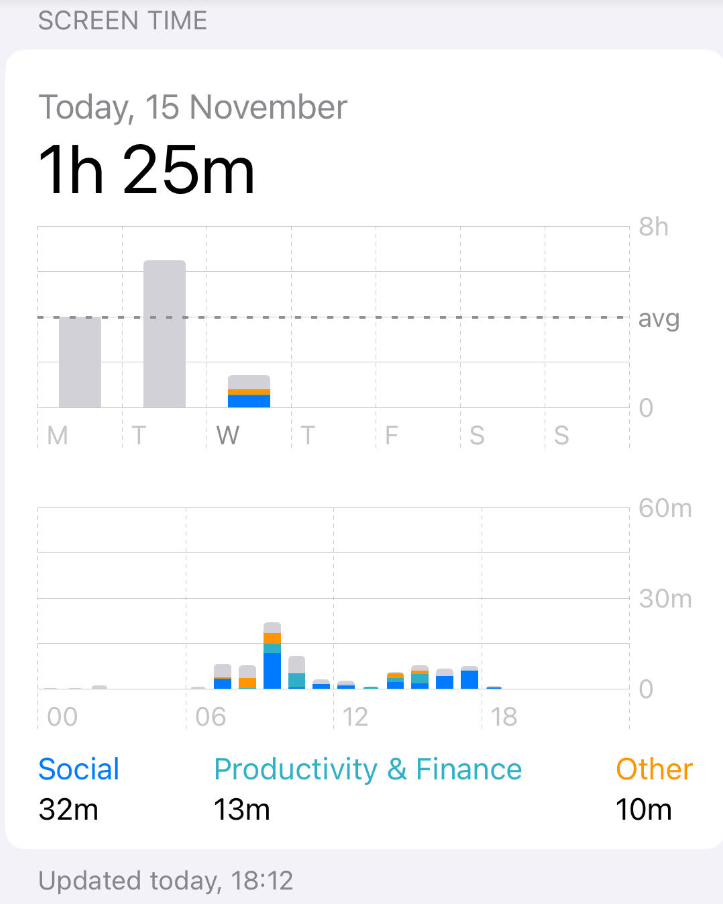 SCREEN TIME
Today, 15 November
1h 25m
8h
avg
0
M T W T F S S
60m
30m
0
00 06 12 18
Social Productivity & Finance Other
32m 13m 10m
Updated today, 18:12